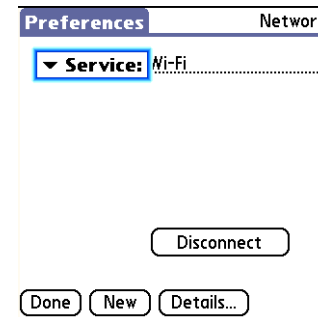 Preferences Networ
Service: Wi-Fi
Disconnect
Done New Details...